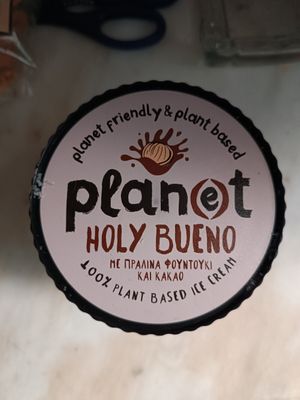 planet friendly & plant based
planet
HOLY BUENO
ΜΕ ΠΡΑΛΙΝΑ ΦΟΥΝΤΟΥΚΙ
ΚΑΙ ΚΑΚΑΟ
100% PLANT BASED ICE CREAM